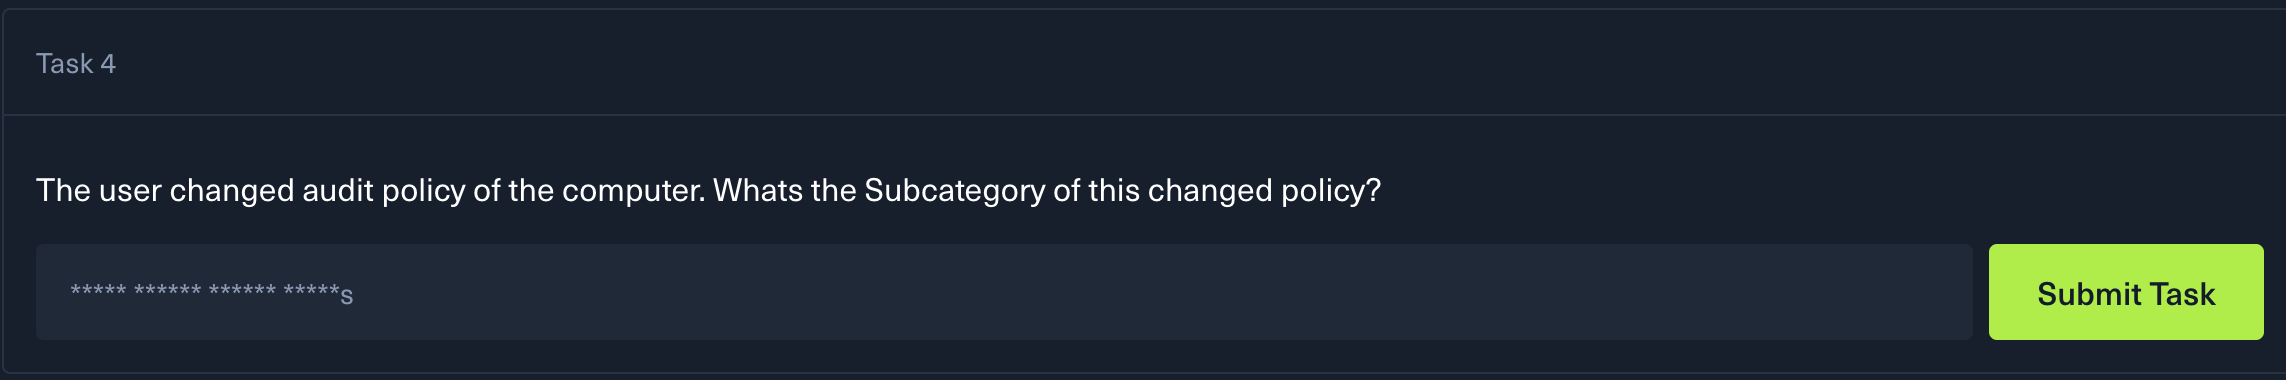 Task 4
The user changed audit policy of the computer. Whats the Subcategory of this changed policy?
***** ****** ****** *****s
Submit Task